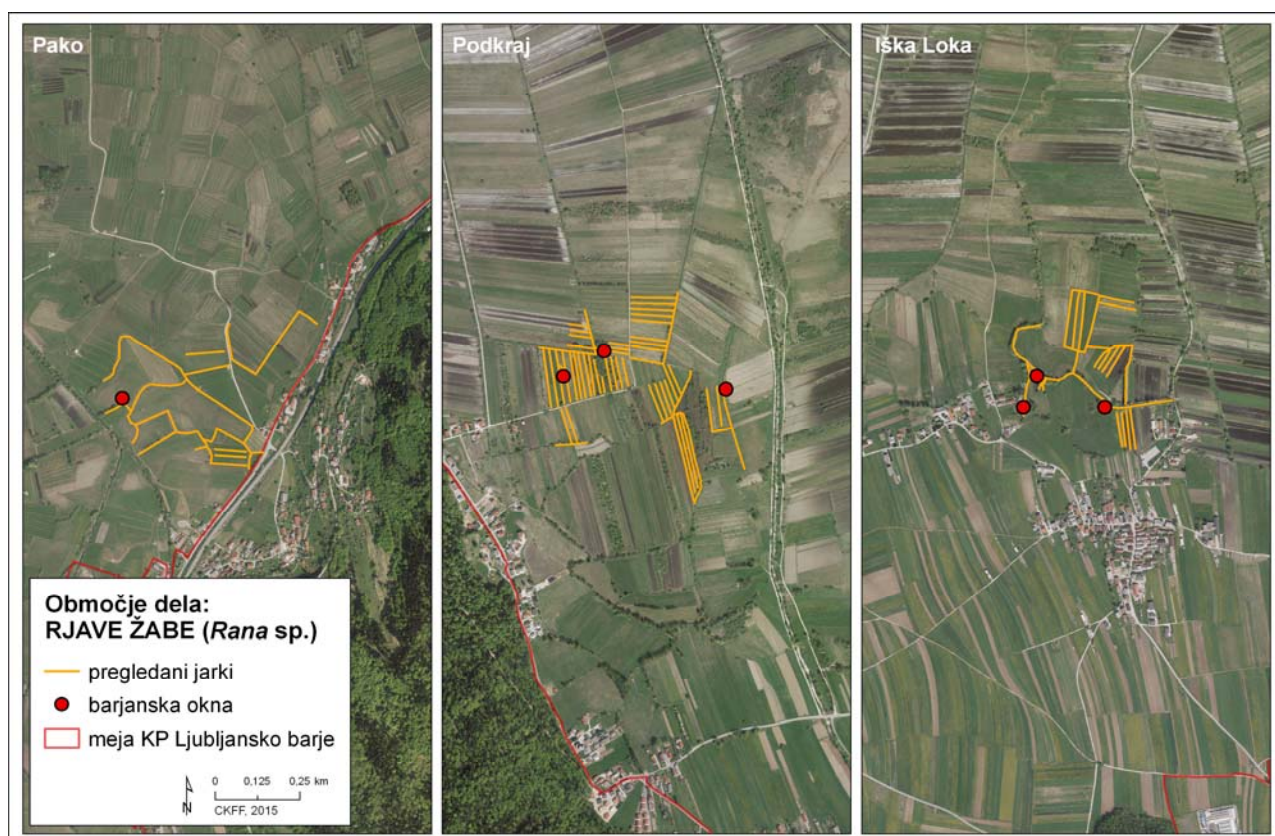 Pako
Podkraj
Iška Loka
Območje dela:
RJAVE ŽABE (Rana sp.)
pregledani jarki
barjanska okna
meja KP Ljubljansko barje
N
0 0,125 0,25 km
CKFF, 2015